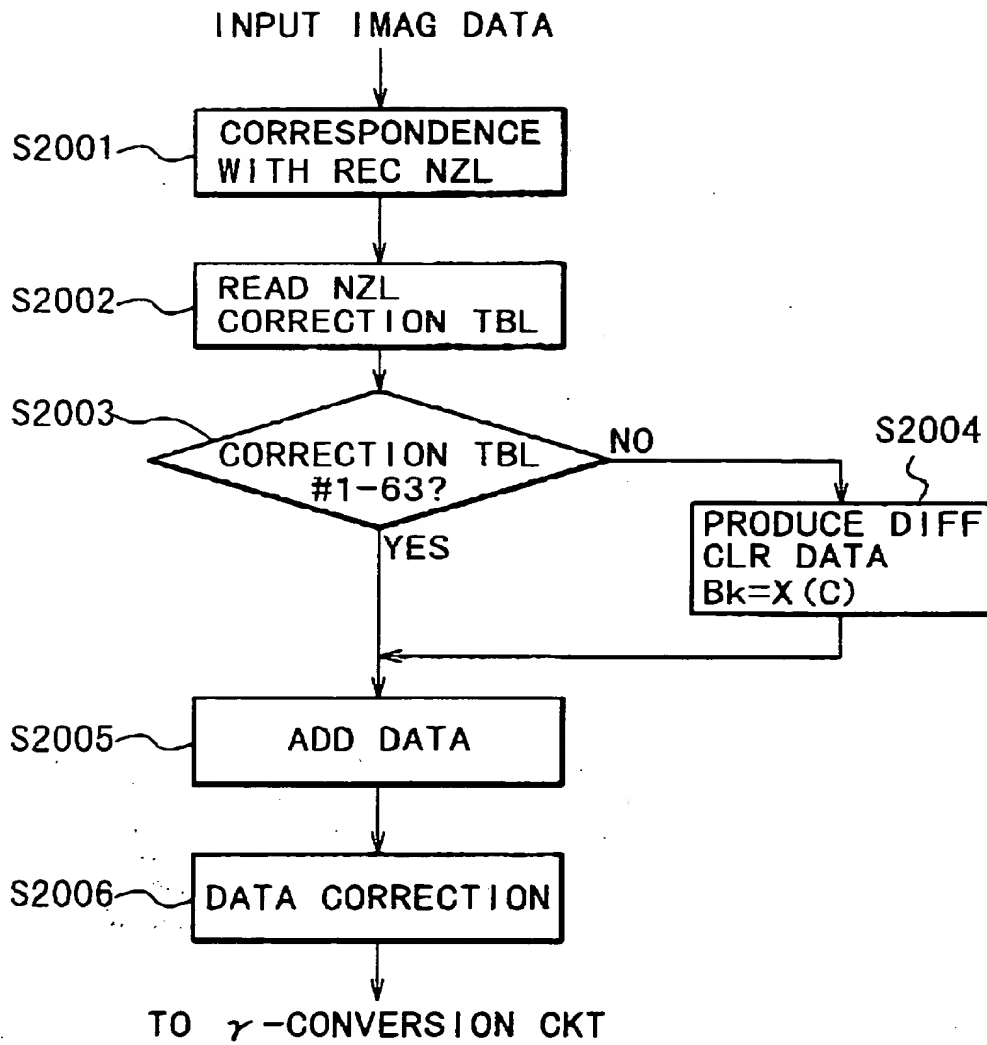 INPUT IMAG DATA
S2001
CORRESPONDENCE
WITH REC NZL
S2002
READ NZL
CORRECTION TBL
S2003
CORRECTION TBL
#1-63?
NO
YES
S2004
PRODUCE DIFF
CLR DATA
Bk=X(C)
S2005
ADD DATA
S2006
DATA CORRECTION
TO γ-CONVERSION CKT